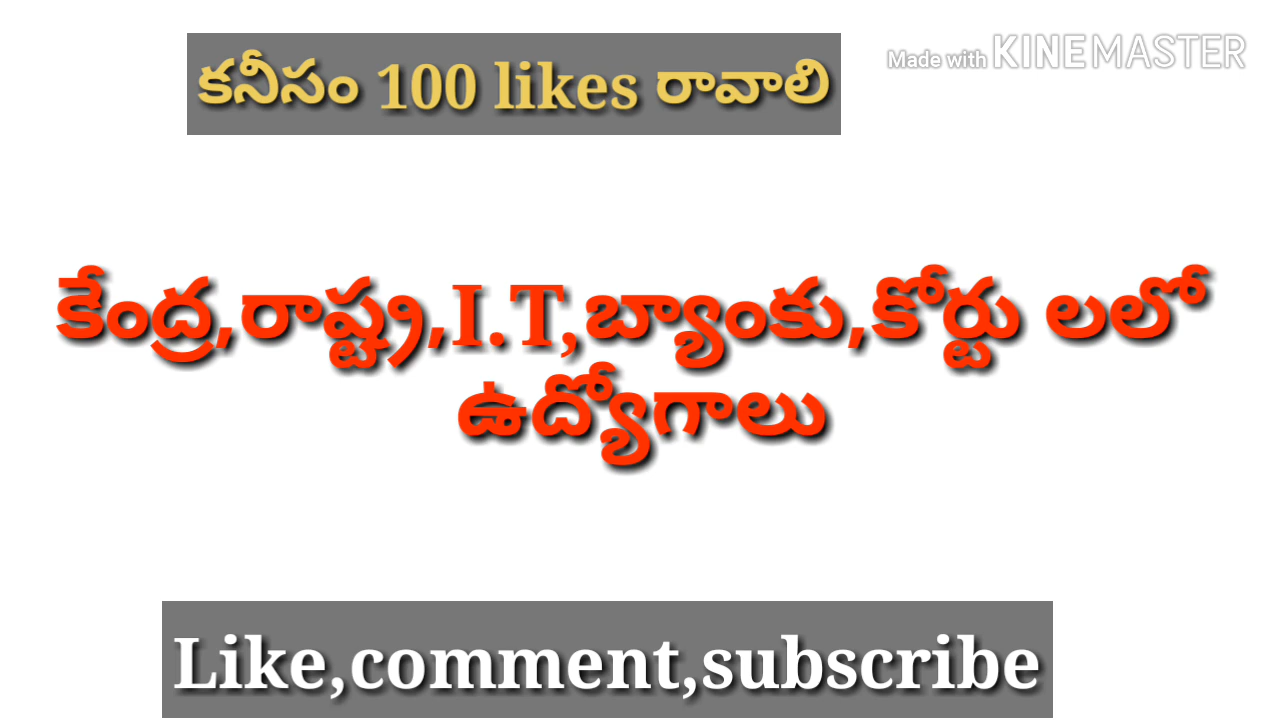 కనీసం 100 likes రావాలి
Made with KINEMASTER
కేంద్ర,రాష్ట్ర,I.T,బ్యాంకు,కోర్టు లలో
ఉద్యోగాలు
Like,comment,subscribe